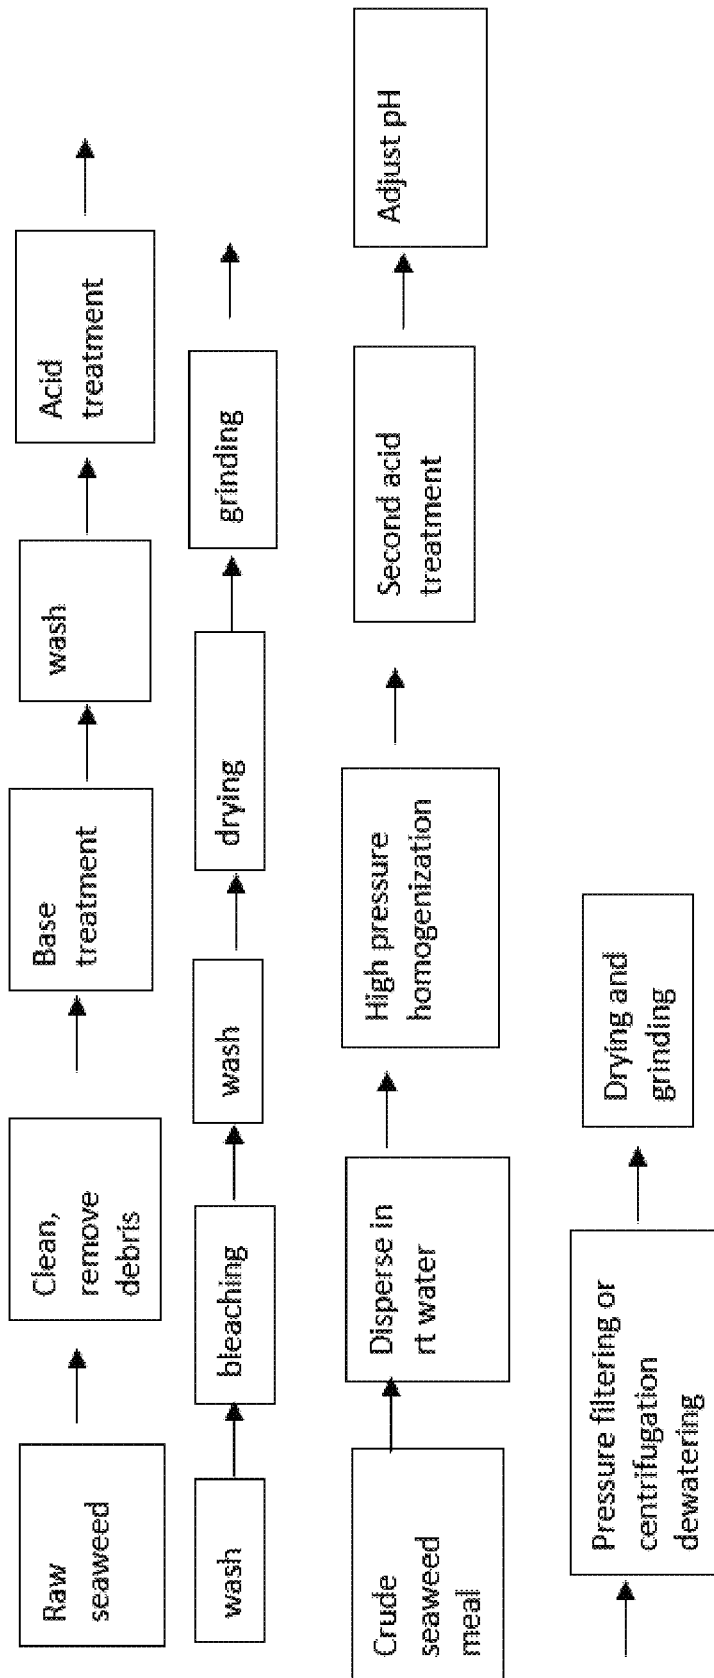 Raw
seaweed
Clean,
remove
debris
Base
treatment
wash
Acid
treatment
wash
bleaching
wash
drying
grinding
Crude
seaweed
meal
Disperse in
rt water
High pressure
homogenization
Second acid
treatment
Adjust pH
Pressure filtering or
centrifugation
dewatering
Drying and
grinding